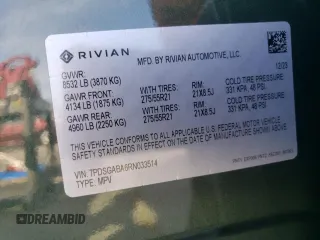 RIVIAN
MFD. BY RIVIAN AUTOMOTIVE, LLC.
12/23
GVWR:
8532 LB (3870 KG)
GAWR FRONT:
4134 LB (1875 KG)
WITH TIRES:
275/55R21
RIM:
21X8.5J
COLD TIRE PRESSURE:
331 KPA, 48 PSI
GAWR REAR
4960 LB (2250 KG)
WITH TIRES:
275/55R21
RIM:
21X8.5J
COLD TIRE PRESSURE:
331 KPA, 48 PSI
THIS VEHICLE CONFORMS TO ALL APPLICABLE U.S. FEDERAL MOTOR
VEHICLE SAFETY AND THEFT PREVENTION STANDARDS IN EFFECT ON THE
DATE OF MANUFACTURE SHOWN ABOVE.
TYPE: MPV
DREAMBID